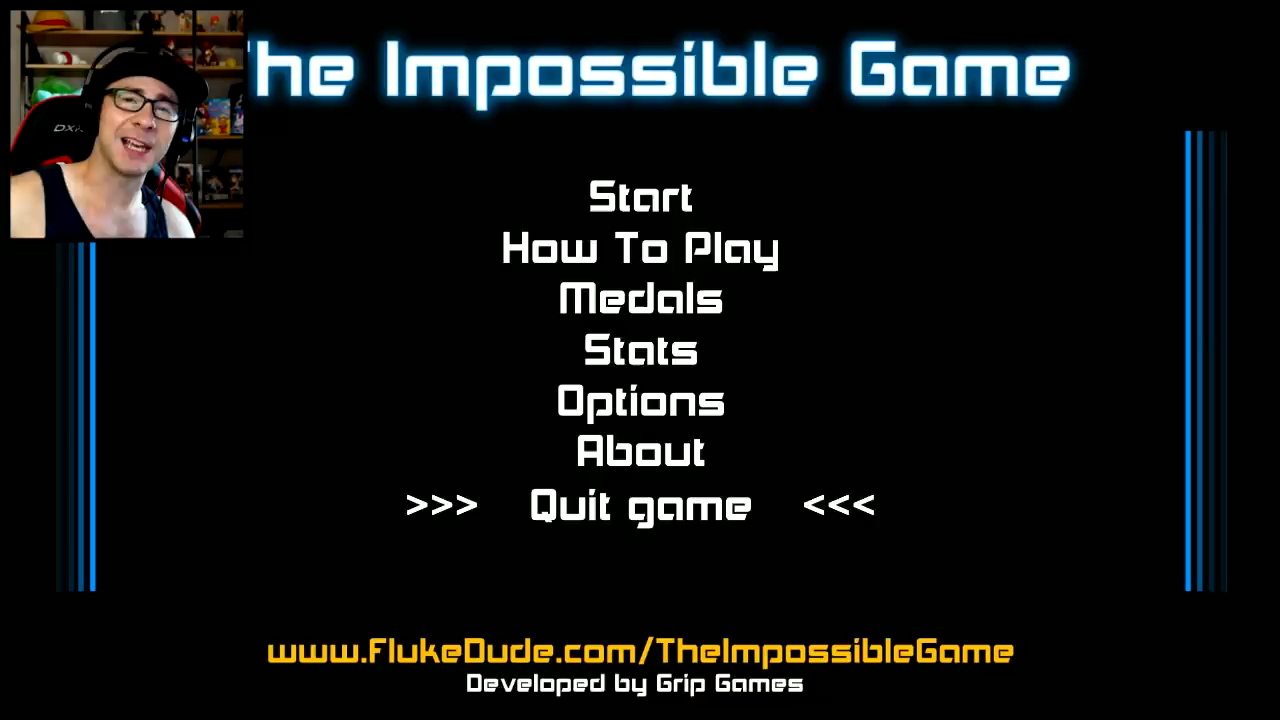 The Impossible Game
Start
How To Play
Medals
Stats
Options
About
>>> Quit game <<<
www.FlukeDude.com/TheImpossibleGame
Developed by Grip Games